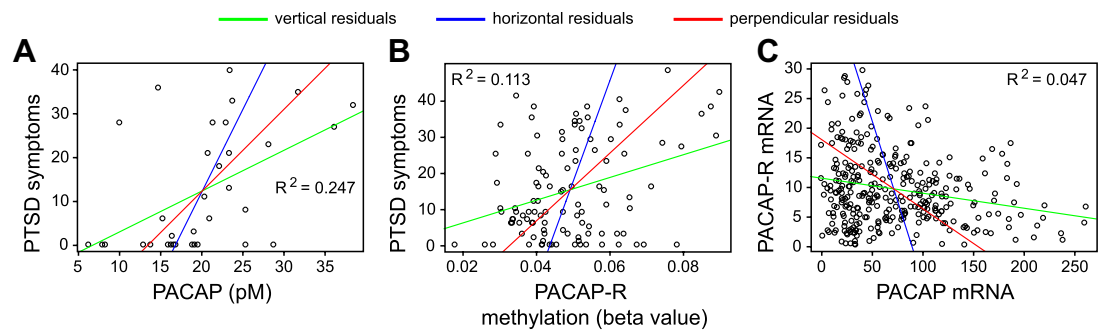 vertical residuals horizontal residuals perpendicular residuals
A
PTSD symptoms
40
30
20
10
0
R² = 0.247
5 10 15 20 25 30 35
PACAP (pM)
B
PTSD symptoms
40
30
20
10
0
R² = 0.113
0.02 0.04 0.06 0.08
PACAP-R
methylation (beta value)
C
PACAP-R mRNA
30
25
20
15
10
5
0
R² = 0.047
0 50 100 150 200 250
PACAP mRNA